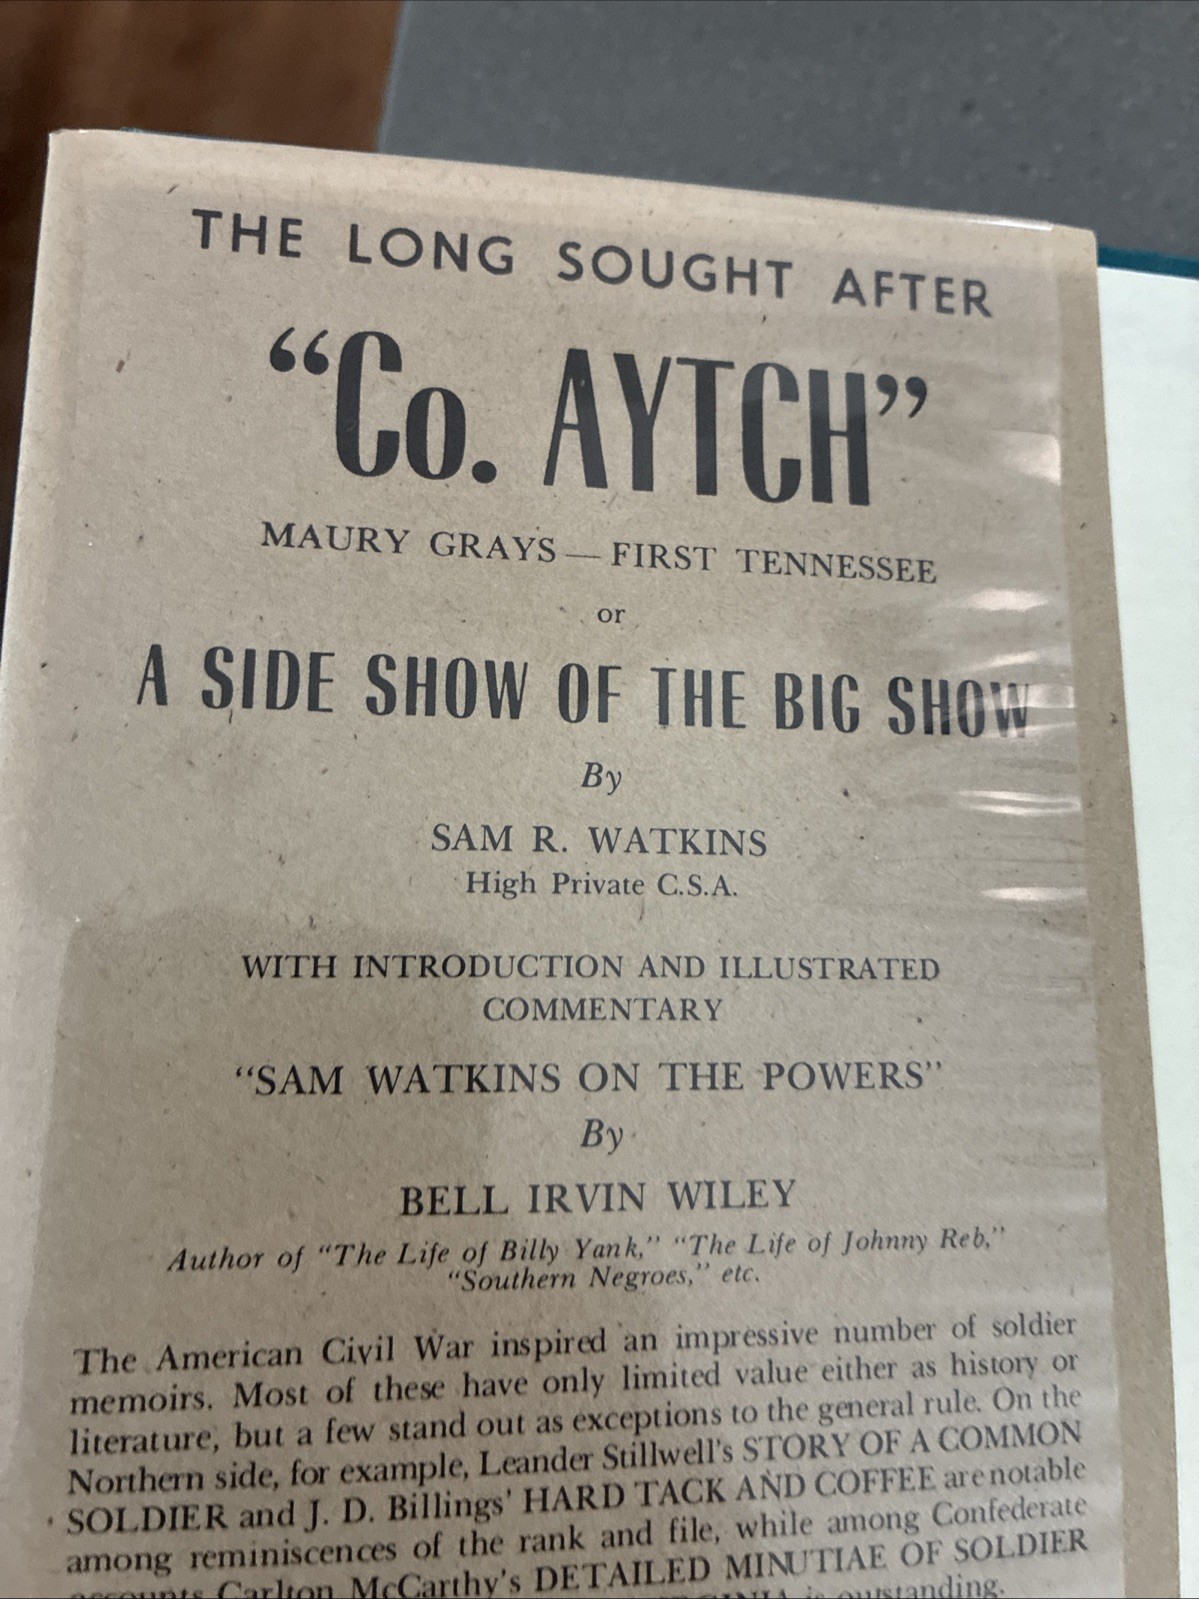 THE LONG SOUGHT AFTER
“Co. AYTCH”
MAURY GRAYS — FIRST TENNESSEE
or
A SIDE SHOW OF THE BIG SHOW
By
SAM R. WATKINS
High Private C.S.A.
WITH INTRODUCTION AND ILLUSTRATED
COMMENTARY
“SAM WATKINS ON THE POWERS”
By
BELL IRVIN WILEY
Author of “The Life of Billy Yank,” “The Life of Johnny Reb,”
“Southern Negroes,” etc.
The American Civil War inspired an impressive number of soldier
memoirs. Most of these have only limited value either as history or
literature, but a few stand out as exceptions to the general rule. On the
Northern side, for example, Leander Stillwell's STORY OF A COMMON
SOLDIER and J. D. Billings' HARD TACK AND COFFEE are notable
among reminiscences of the rank and file, while among Confederate
accounts Carlton McCarthy's DETAILED MINUTIAE OF SOLDIER
is outstanding.